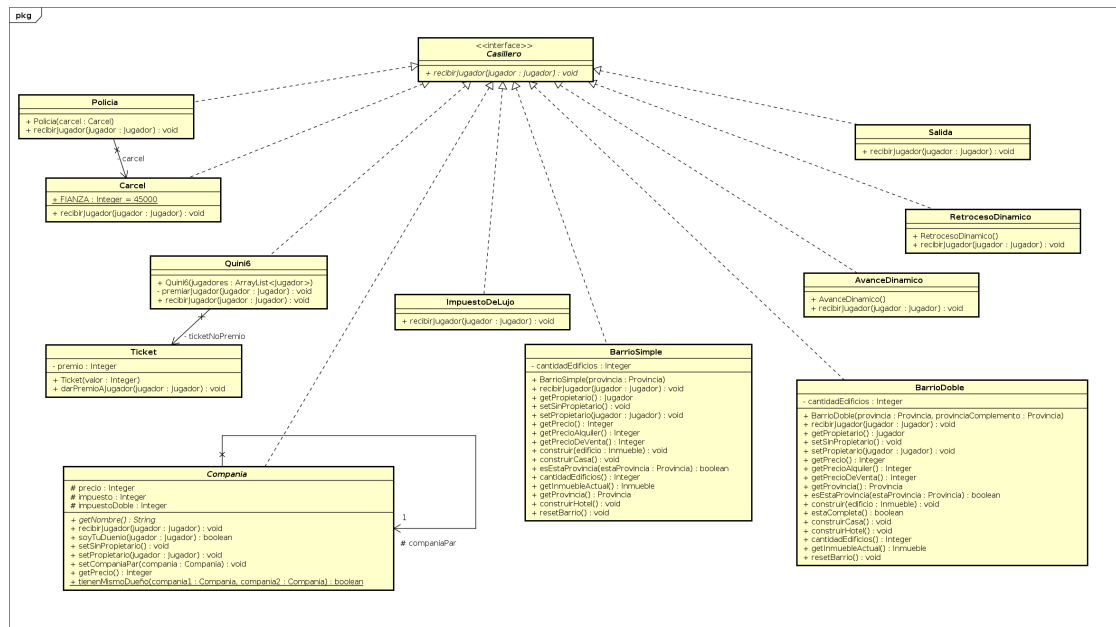 pkg
<<interface>>
Casillero
+ recibirJugador(jugador : Jugador) : void
Policia
+ Policia(carcel : Carcel)
+ recibirJugador(jugador : Jugador) : void
carcel
Carcel
+ FIANZA : Integer = 45000
+ recibirJugador(jugador : Jugador) : void
Salida
+ recibirJugador(jugador : Jugador) : void
RetrocesoDinamico
+ RetrocesoDinamico()
+ recibirJugador(jugador : Jugador) : void
Quini6
+ Quini6(jugadores : ArrayList<Jugador>)
- premiarJugador(jugador : Jugador) : void
+ recibirJugador(jugador : Jugador) : void
- ticketNoPremio
AvanceDinamico
+ AvanceDinamico()
+ recibirJugador(jugador : Jugador) : void
ImpuestoDeLujo
+ recibirJugador(jugador : Jugador) : void
Ticket
- premio : Integer
+ Ticket(valor : Integer)
+ darPremioAJugador(jugador : Jugador) : void
BarrioSimple
- cantidadEdificios : Integer
+ BarrioSimple(provincia : Provincia)
+ recibirJugador(jugador : Jugador) : void
+ getPropietario() : Jugador
+ setSinPropietario() : void
+ setPropietario(jugador : Jugador) : void
+ getPrecio() : Integer
+ getPrecioAlquiler() : Integer
+ getPrecioDeVenta() : Integer
+ construir(edificio : Inmueble) : void
+ construirCasa() : void
+ esEstaProvincia(estaProvincia : Provincia) : boolean
+ cantidadEdificios() : Integer
+ getInmuebleActual() : Inmueble
+ getProvincia() : Provincia
+ construirHotel() : void
+ resetBarrio() : void
BarrioDoble
- cantidadEdificios : Integer
+ BarrioDoble(provincia : Provincia, provinciaComplemento : Provincia)
+ recibirJugador(jugador : Jugador) : void
+ getPropietario() : Jugador
+ setSinPropietario() : void
+ setPropietario(jugador : Jugador) : void
+ getPrecio() : Integer
+ getPrecioAlquiler() : Integer
+ getPrecioDeVenta() : Integer
+ getProvincia() : Provincia
+ esEstaProvincia(estaProvincia : Provincia) : boolean
+ construir(edificio : Inmueble) : void
+ estaCompleta() : boolean
+ construirCasa() : void
+ construirHotel() : void
+ cantidadEdificios() : Integer
+ getInmuebleActual() : Inmueble
+ resetBarrio() : void
Compania
# precio : Integer
# impuesto : Integer
# impuestoDoble : Integer
+ getNombre() : String
+ recibirJugador(jugador : Jugador) : void
+ soyTuDuenio(jugador : Jugador) : boolean
+ setSinPropietario() : void
+ setPropietario(jugador : Jugador) : void
+ setCompaniaPar(compania : Compania) : void
+ getPrecio() : Integer
+ tienenMismoDueño(compania1 : Compania, compania2 : Compania) : boolean
1
# companiaPar